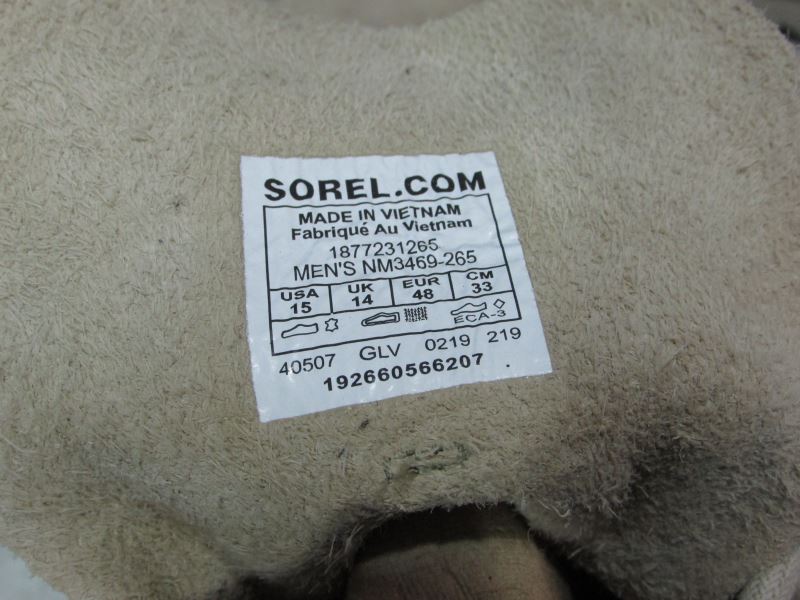 SOREL.COM
MADE IN VIETNAM
Fabriqué Au Vietnam
1877231265
MEN'S NM3469-265
USA UK EUR CM
15 14 48 33
ECA-3
40507 GLV 0219 219
192660566207 .